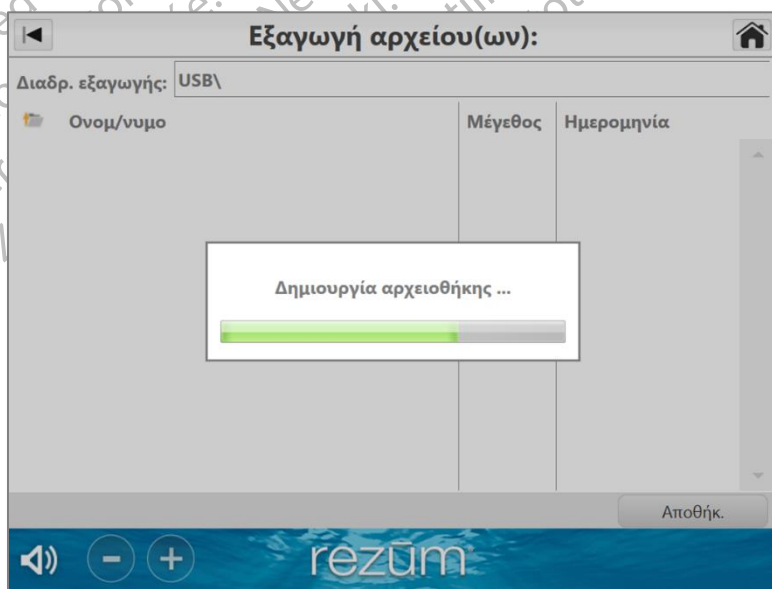 Εξαγωγή αρχείου(ων):
Διαδρ. εξαγωγής: USB\
Ονομ/νυμο Μέγεθος Ημερομηνία
Δημιουργία αρχειοθήκης ...
Αποθήκ.
rezūm